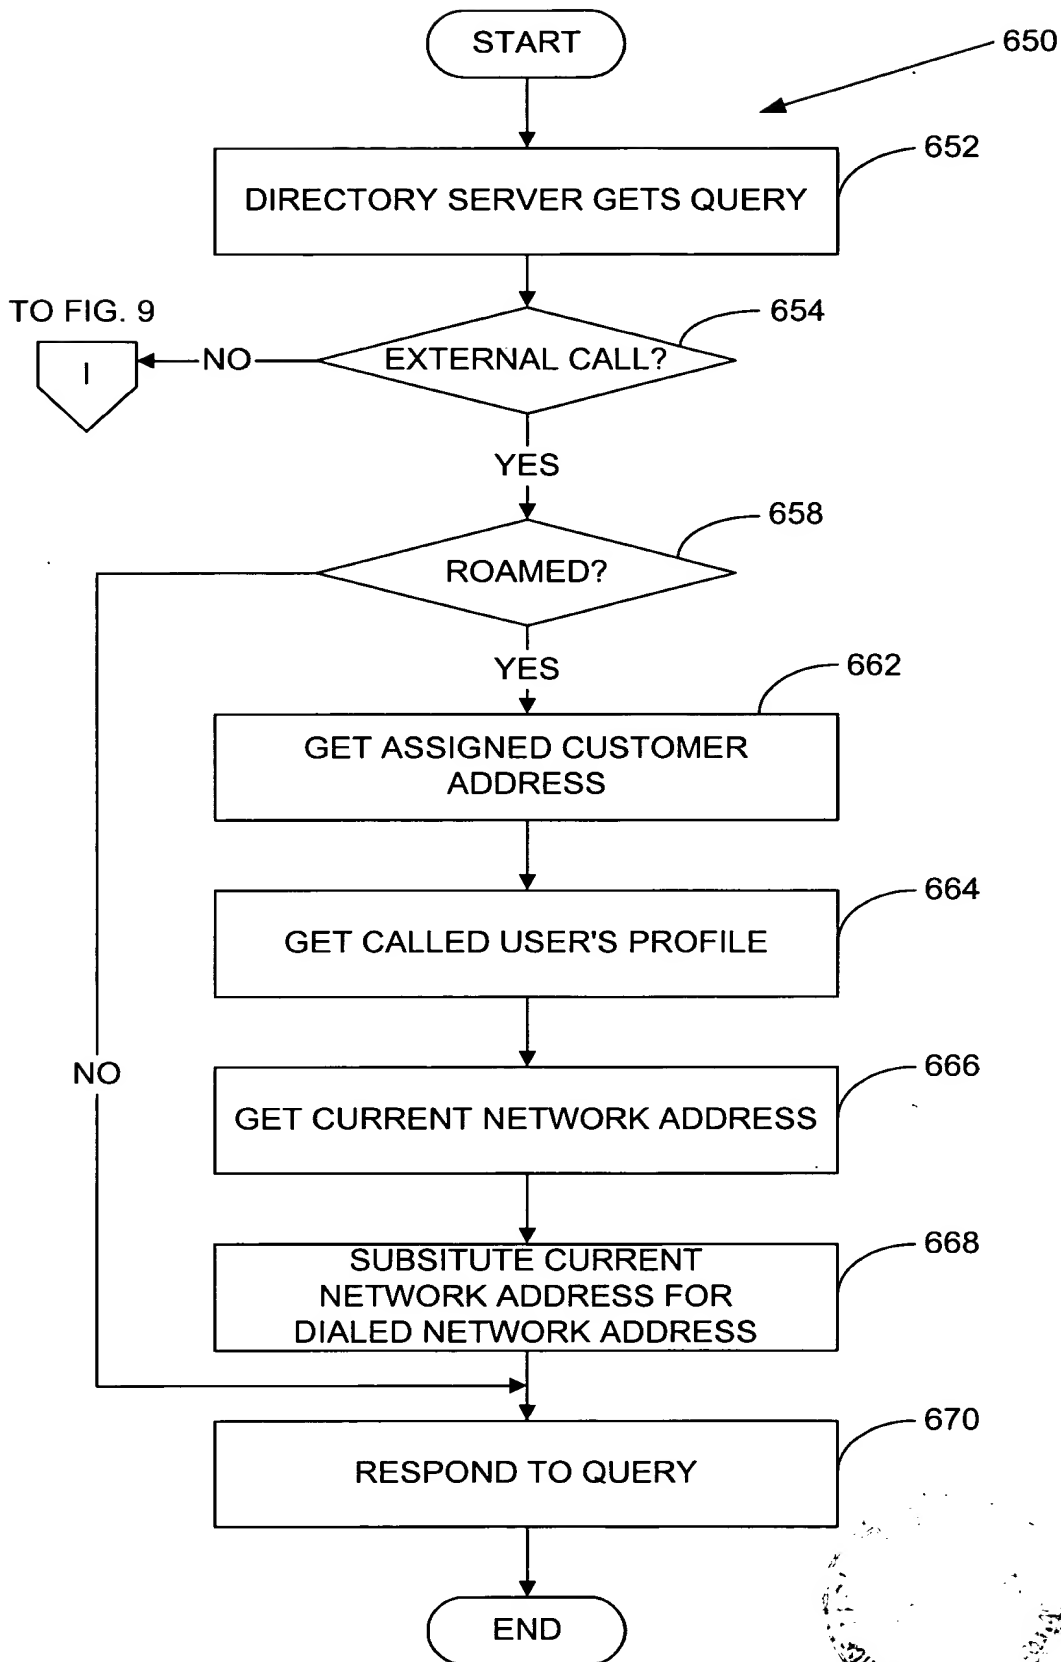 START
650
652
DIRECTORY SERVER GETS QUERY
TO FIG. 9
654
I
NO
EXTERNAL CALL?
YES
658
ROAMED?
YES
662
GET ASSIGNED CUSTOMER
ADDRESS
664
GET CALLED USER'S PROFILE
NO
666
GET CURRENT NETWORK ADDRESS
668
SUBSITUTE CURRENT
NETWORK ADDRESS FOR
DIALED NETWORK ADDRESS
670
RESPOND TO QUERY
END